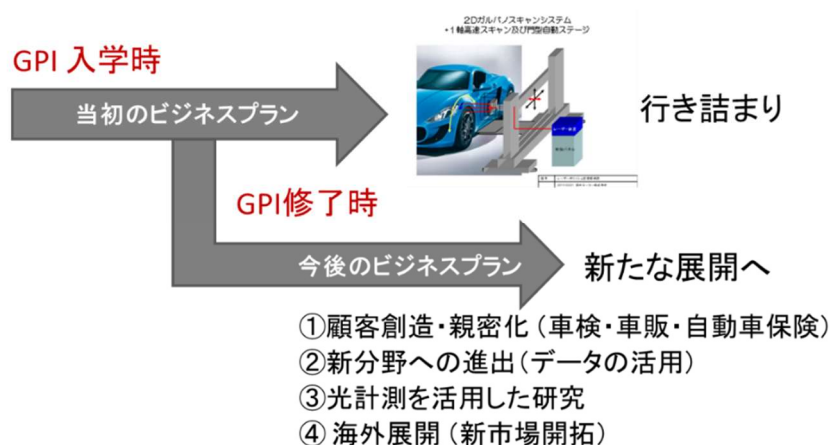 2Dガルバノスキャンシステム
・1軸高速スキャン及び門型自動ステージ
GPI 入学時
当初のビジネスプラン
行き詰まり
GPI修了時
今後のビジネスプラン
新たな展開へ
①顧客創造・親密化（車検・車販・自動車保険）
②新分野への進出（データの活用）
③光計測を活用した研究
④ 海外展開（新市場開拓）